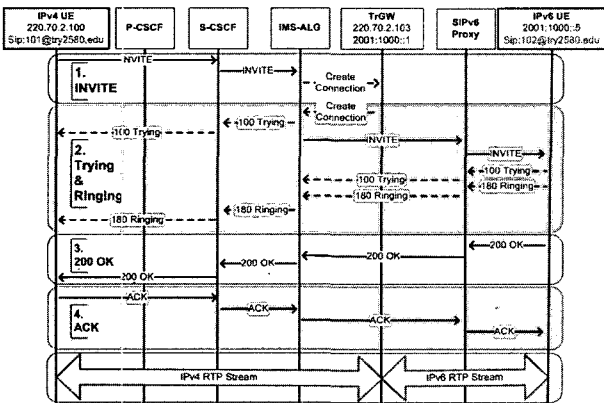 IPv4 UE
220.70.2.100
Sip:101@try2580.edu
P-CSCF
S-CSCF
IMS-ALG
TrGW
220.70.2.103
2001:1000::1
SIPv6
Proxy
IPv6 UE
2001:1000::5
Sip:102@try2580.edu
1.
INVITE
INVITE
INVITE
Create
Connection
Create
Connection
2.
Trying
&
Ringing
100 Trying
100 Trying
INVITE
INVITE
100 Trying
100 Trying
180 Ringing
180 Ringing
180 Ringing
180 Ringing
3.
200 OK
200 OK
200 OK
200 OK
200 OK
4.
ACK
ACK
ACK
ACK
ACK
IPv4 RTP Stream
IPv6 RTP Stream